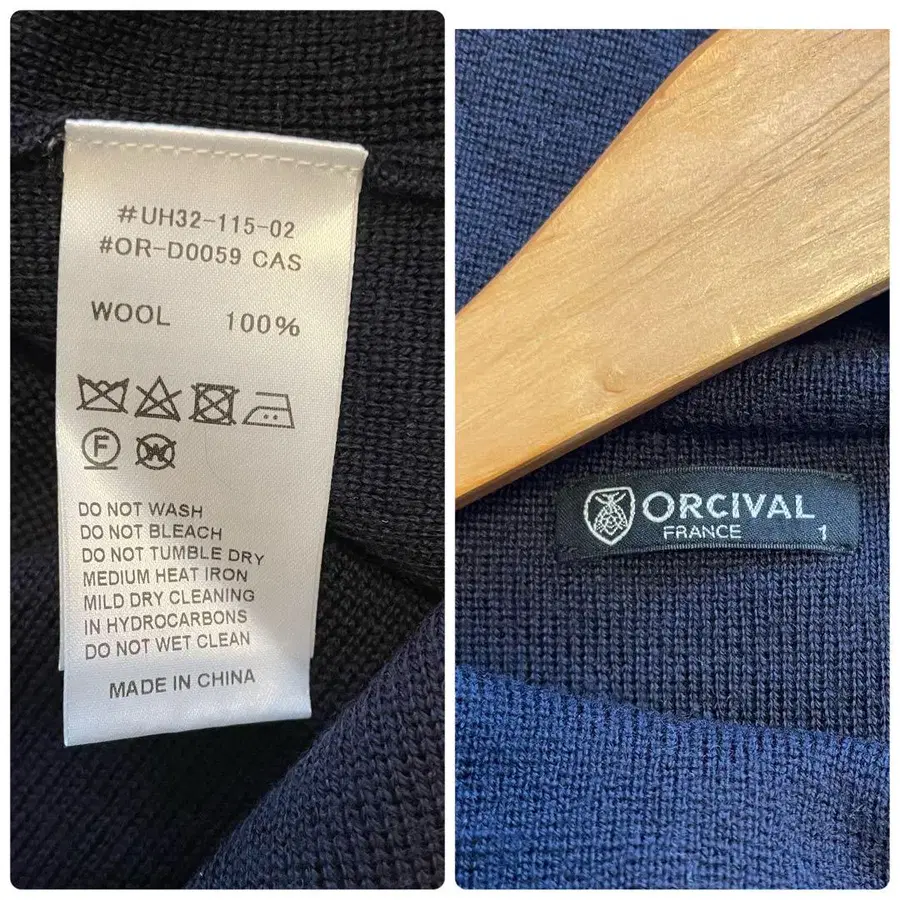 #UH32-115-02
#OR-D0059 CAS
WOOL 100%
F W
DO NOT WASH
DO NOT BLEACH
DO NOT TUMBLE DRY
MEDIUM HEAT IRON
MILD DRY CLEANING
IN HYDROCARBONS
DO NOT WET CLEAN
MADE IN CHINA
ORCIVAL
FRANCE 1